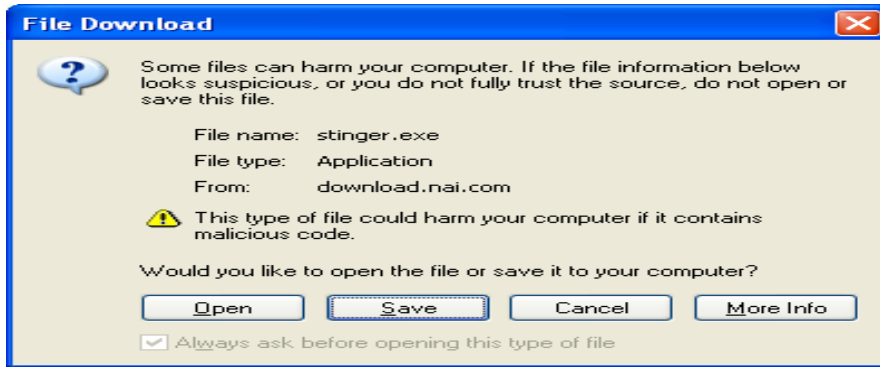 File Download
Some files can harm your computer. If the file information below
looks suspicious, or you do not fully trust the source, do not open or
save this file.
File name: stinger.exe
File type: Application
From: download.nai.com
This type of file could harm your computer if it contains
malicious code.
Would you like to open the file or save it to your computer?
Open Save Cancel More Info
Always ask before opening this type of file